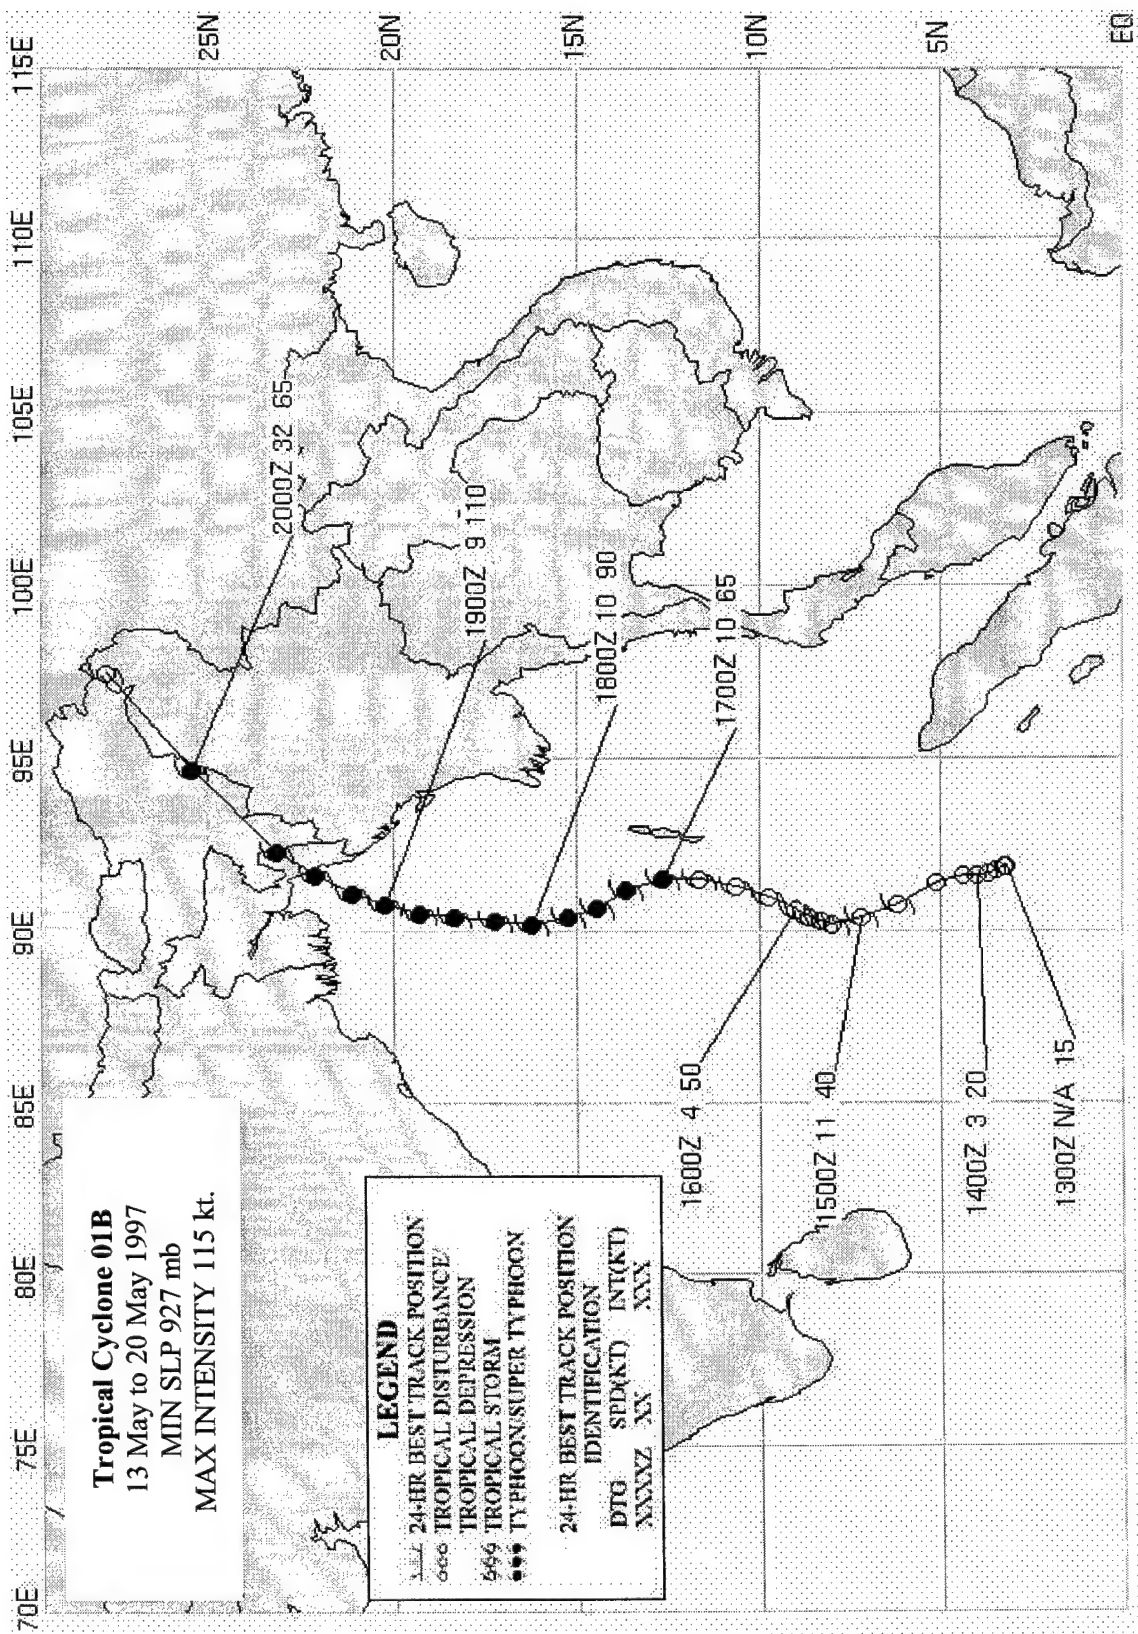 Tropical Cyclone 01B
13 May to 20 May 1997
MIN SLP 927 mb
MAX INTENSITY 115 kt.
LEGEND
24-HR BEST TRACK POSITION
TROPICAL DISTURBANCE/
TROPICAL DEPRESSION
TROPICAL STORM
TYPHOON/SUPER TYPHOON
24-HR BEST TRACK POSITION
IDENTIFICATION
DTG SPD(KT) INT(KT)
XXXXZ XX XXX
70E 75E 80E 85E 90E 95E 100E 105E 110E 115E
25N
20N
15N
10N
5N
EQ
2000Z 32 65
1900Z 9 110
1800Z 10 90
1700Z 10 65
1600Z 4 50
1500Z 11 40
1400Z 3 20
1300Z N/A 15